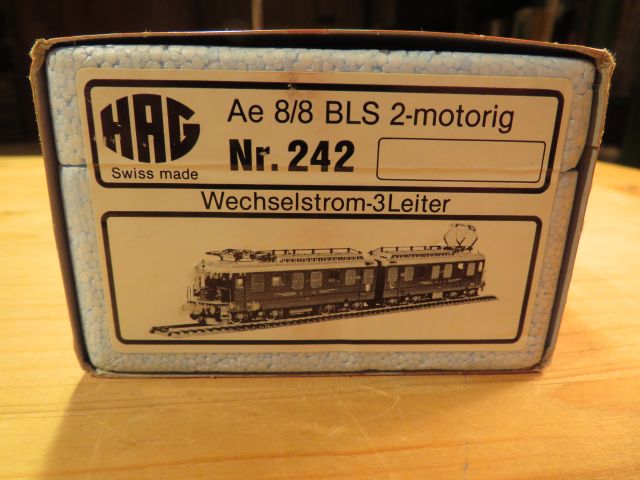 HAG
Swiss made
Ae 8/8 BLS 2-motorig
Nr. 242
Wechselstrom-3Leiter